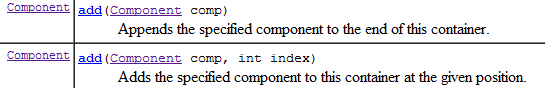 Component add(Component comp)
Appends the specified component to the end of this container.
Component add(Component comp, int index)
Adds the specified component to this container at the given position.